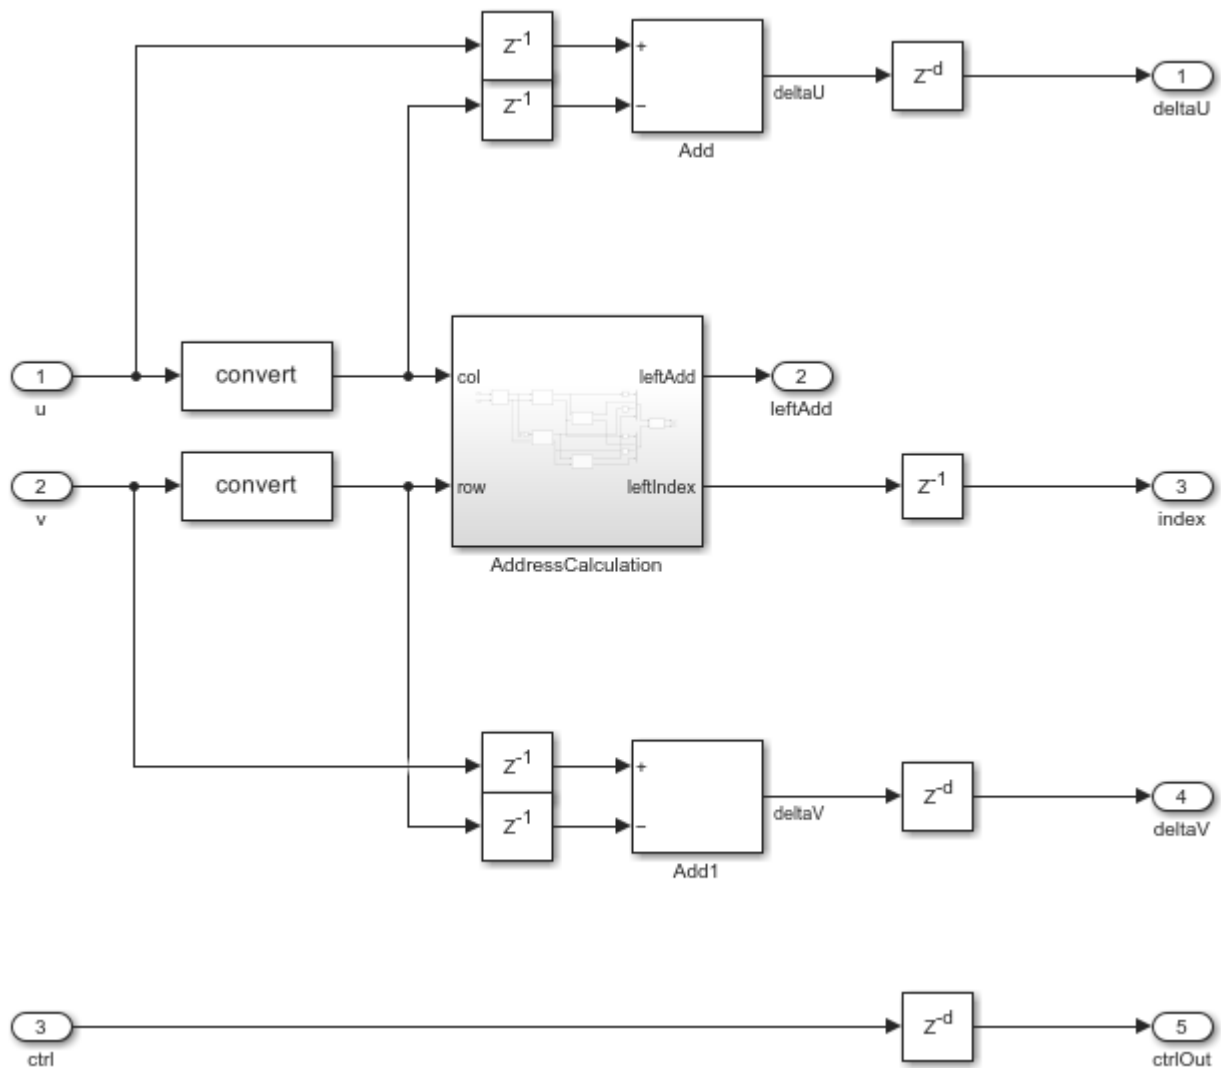 z-1
+
z-1
−
deltaU
Add
z-d
1
deltaU
1
u
convert
col
leftAdd
2
leftAdd
2
v
convert
row
leftIndex
AddressCalculation
z-1
3
index
z-1
+
z-1
−
deltaV
Add1
z-d
4
deltaV
3
ctrl
z-d
5
ctrlOut